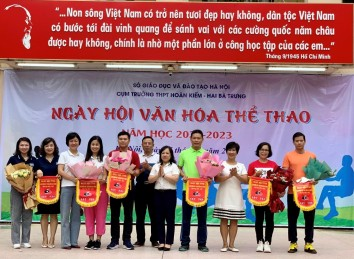 "...Non sông Việt Nam có trở nên tươi đẹp hay không, dân tộc Việt Nam
có bước tới đài vinh quang để sánh vai với các cường quốc năm châu
được hay không, chính là nhờ một phần lớn ở công học tập của các em..."
Tháng 9/1945 Hồ Chí Minh
SỞ GIÁO DỤC VÀ ĐÀO TẠO HÀ NỘI
CỤM TRƯỜNG THPT HOÀN KIẾM - HAI BÀ TRƯNG
NGÀY HỘI VĂN HÓA THỂ THAO
NĂM HỌC 2022-2023